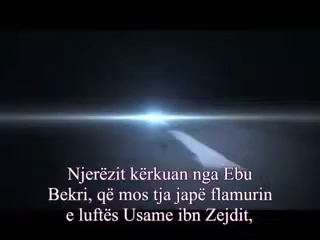 Njerëzit kërkuan nga Ebu
Bekri, që mos tja japë flamurin
e luftës Usame ibn Zejdit,